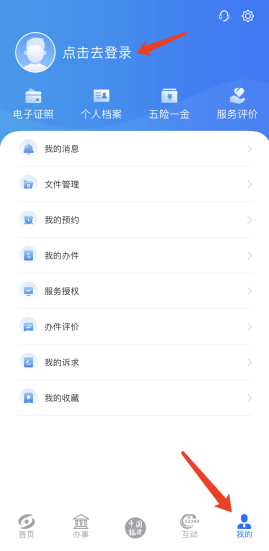 点击去登录
电子证照 个人档案 五险一金 服务评价
我的消息
文件管理
我的预约
我的办件
服务授权
办件评价
我的诉求
我的收藏
中国
福建
12345
首页 办事 互动 我的